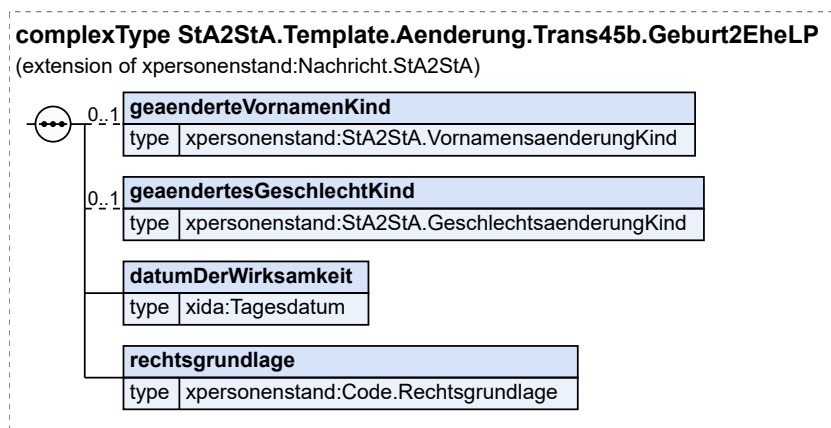 complexType StA2StA.Template.Aenderung.Trans45b.Geburt2EheLP
(extension of xpersonenstand:Nachricht.StA2StA)
0..1 geaenderteVornamenKind
type xpersonenstand:StA2StA.VornamensaenderungKind
0..1 geaendertesGeschlechtKind
type xpersonenstand:StA2StA.GeschlechtsaenderungKind
datumDerWirksamkeit
type xida:Tagesdatum
rechtsgrundlage
type xpersonenstand:Code.Rechtsgrundlage